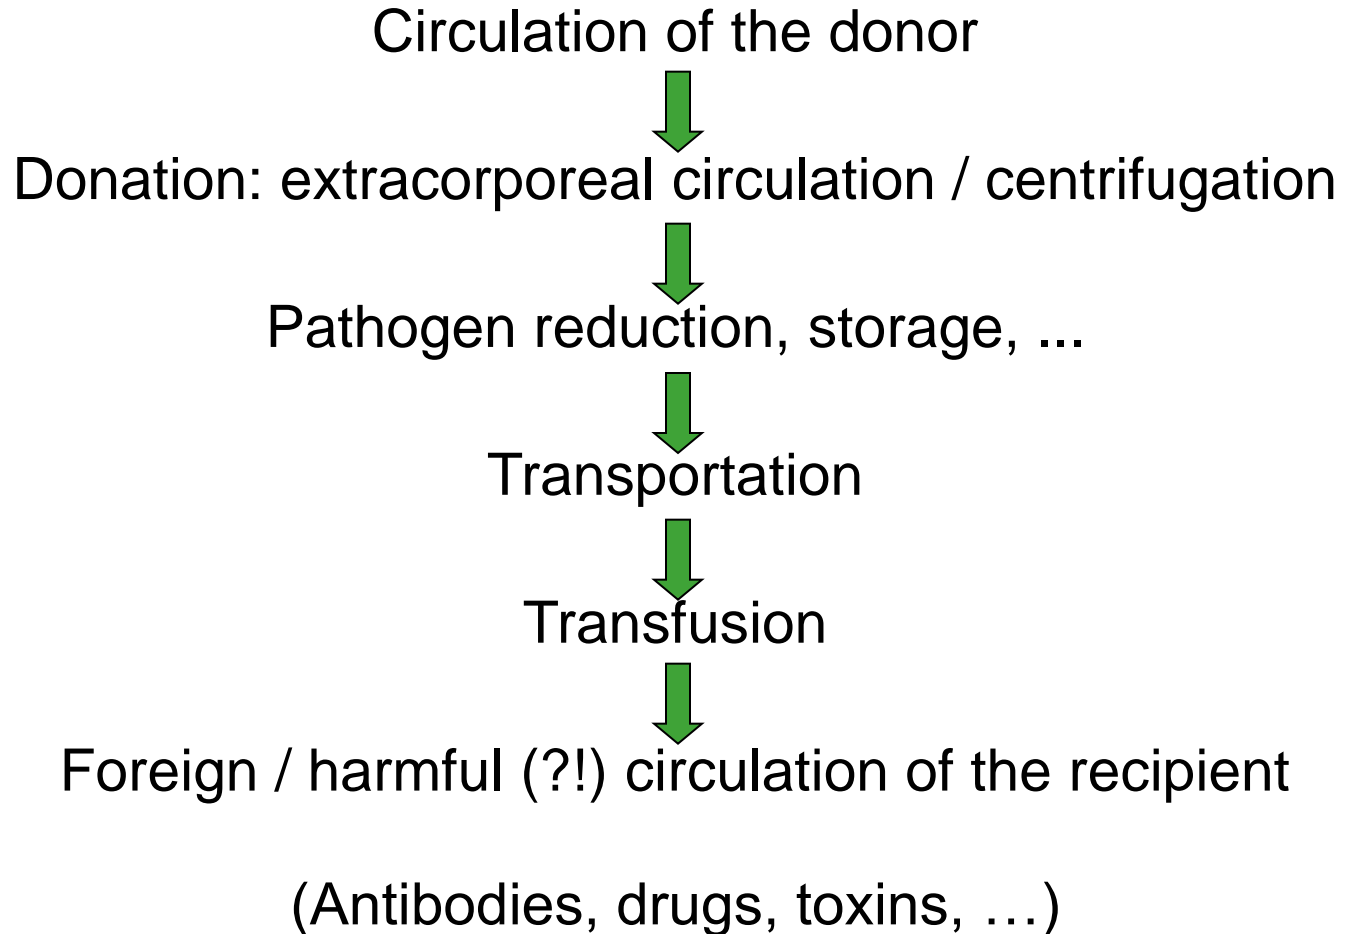 Circulation of the donor
Donation: extracorporeal circulation / centrifugation
Pathogen reduction, storage, ...
Transportation
Transfusion
Foreign / harmful (?!) circulation of the recipient
(Antibodies, drugs, toxins, …)